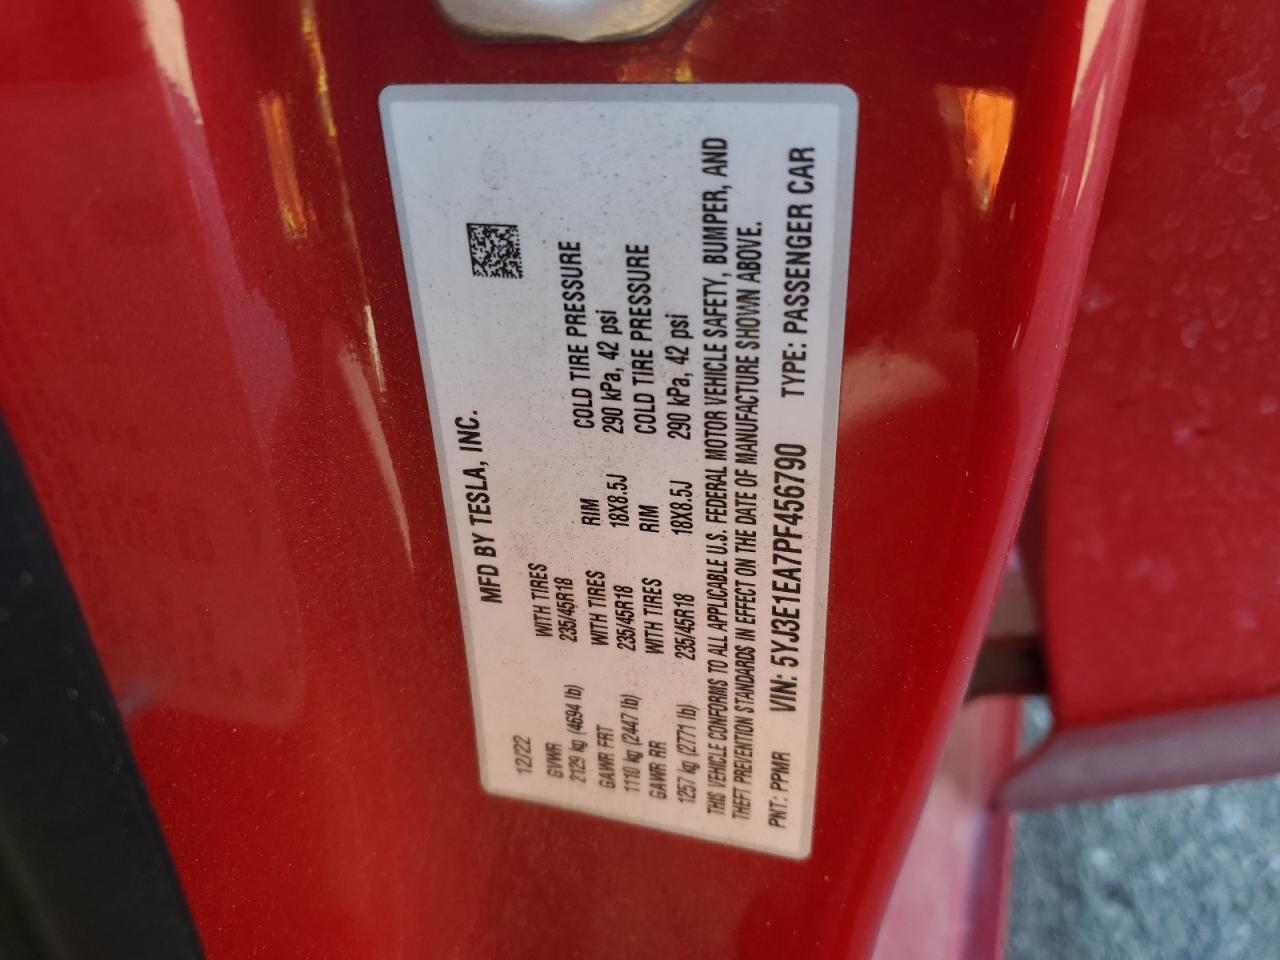 MFD BY TESLA, INC.
12/22
GVWR WITH TIRES
2129 kg (4694 lb) 235/45R18
GAWR FRT WITH TIRES RIM COLD TIRE PRESSURE
1110 kg (2447 lb) 235/45R18 18X8.5J 290 kPa, 42 psi
GAWR RR WITH TIRES RIM COLD TIRE PRESSURE
1257 kg (2771 lb) 235/45R18 18X8.5J 290 kPa, 42 psi
THIS VEHICLE CONFORMS TO ALL APPLICABLE U.S. FEDERAL MOTOR VEHICLE SAFETY, BUMPER, AND
THEFT PREVENTION STANDARDS IN EFFECT ON THE DATE OF MANUFACTURE SHOWN ABOVE.
PNT: PPMR VIN: 5YJ3E1EA7PF456790 TYPE: PASSENGER CAR